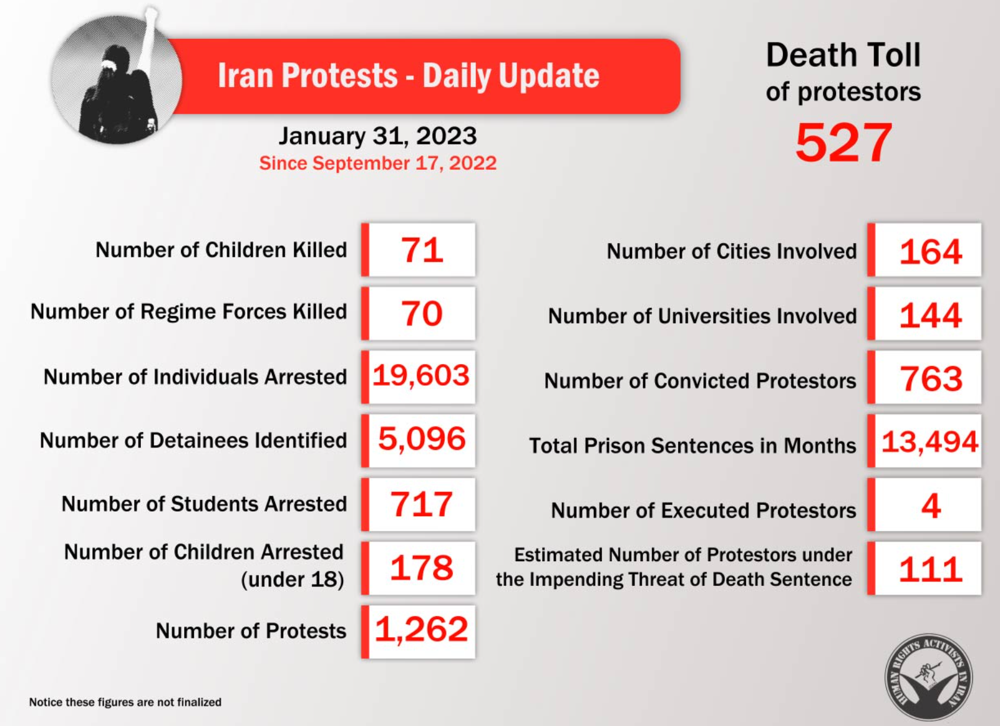 Iran Protests - Daily Update
January 31, 2023
Since September 17, 2022
Death Toll
of protestors
527
Number of Children Killed 71
Number of Regime Forces Killed 70
Number of Individuals Arrested 19,603
Number of Detainees Identified 5,096
Number of Students Arrested 717
Number of Children Arrested
(under 18) 178
Number of Protests 1,262
Number of Cities Involved 164
Number of Universities Involved 144
Number of Convicted Protestors 763
Total Prison Sentences in Months 13,494
Number of Executed Protestors 4
Estimated Number of Protestors under
the Impending Threat of Death Sentence 111
Notice these figures are not finalized
HUMAN RIGHTS ACTIVISTS IN IRAN